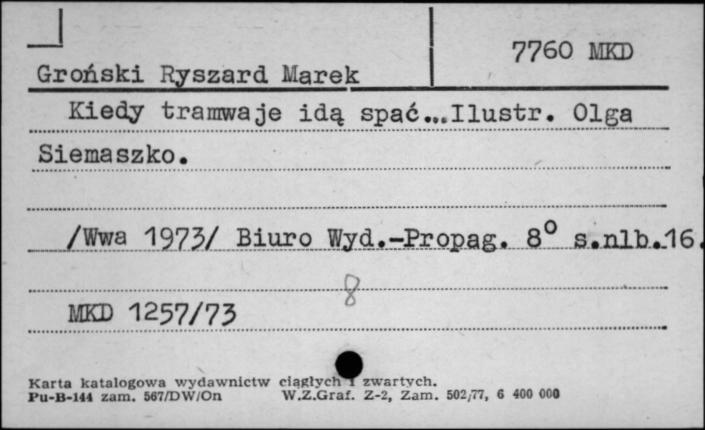 7760 MKD
Groński Ryszard Marek
Kiedy tramwaje idą spać...Ilustr. Olga
Siemaszko.
/Wwa 1973/ Biuro Wyd.-Propag. 8° s.nlb.16.
8
MKD 1257/73
Karta katalogowa wydawnictw ciągłych i zwartych.
Pu-B-144 zam. 567/DW/On W.Z.Graf. Z-2, Zam. 502/77, 6 400 000